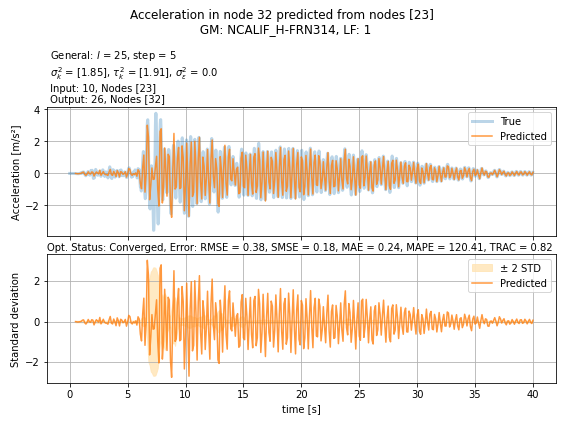 Acceleration in node 32 predicted from nodes [23]
GM: NCALIF_H-FRN314, LF: 1
General: l = 25, step = 5
σ²ₖ = [1.85], τ²ₖ = [1.91], σ²ε = 0.0
Input: 10, Nodes [23]
Output: 26, Nodes [32]
Acceleration [m/s²]
4
2
0
−2
True
Predicted
Opt. Status: Converged, Error: RMSE = 0.38, SMSE = 0.18, MAE = 0.24, MAPE = 120.41, TRAC = 0.82
Standard deviation
2
0
−2
± 2 STD
Predicted
0 5 10 15 20 25 30 35 40
time [s]